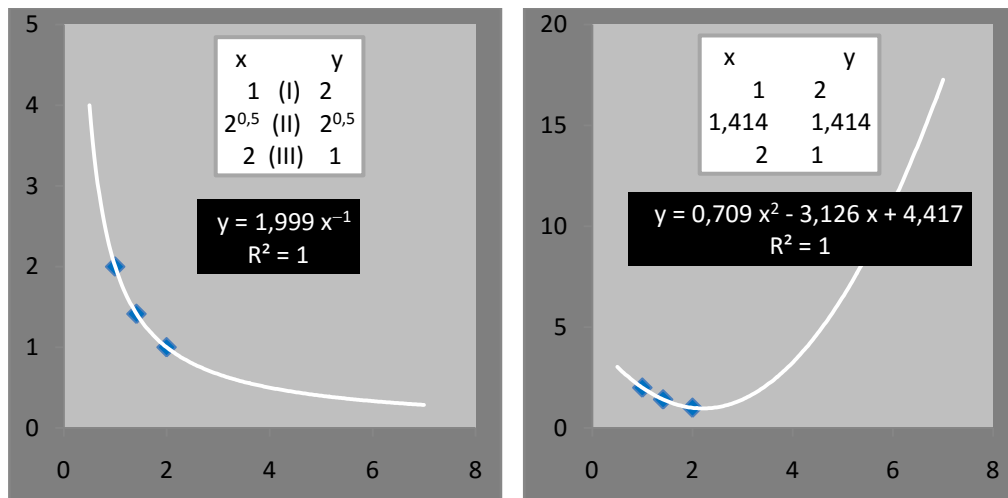 5
4
3
2
1
0
0 2 4 6 8
x y
1 (I) 2
2^0,5 (II) 2^0,5
2 (III) 1
y = 1,999 x^–1
R² = 1
20
15
10
5
0
0 2 4 6 8
x y
1 2
1,414 1,414
2 1
y = 0,709 x² - 3,126 x + 4,417
R² = 1